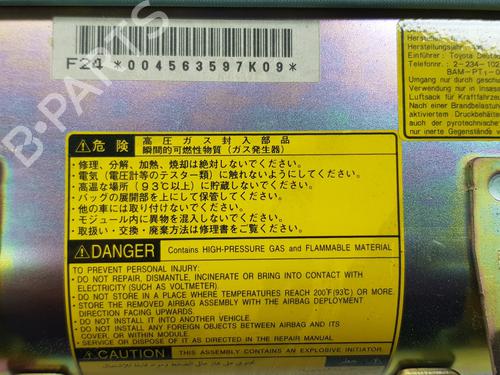 F24 *004563597K09*
B-PARTS
Herstellungsjahr
Einführer : Toyota
Telefonnr. : 2-234-102
BAM-PT₁-0
Umgang nur durch
Unzulässig insbesond
Luftsack für Kraftfahrze
Nach einer
Brandbelastun
aktiviertem Druckbehält
auch der pyrotechnische
inerte Gegenstände
⚠危険 高圧ガス封入部品
瞬間的可燃性物質(ガス発生器)
・修理、分解、加熱、焼却は絶対しないでください。
・電気(電圧計等のテスター類)に触れないようにしてください。
・高温な場所(93℃以上)に貯蔵しないでください。
・バッグの展開部を上にして保管してください。
・他の車には取り付けないでください。
・モジュール内に異物を混入しないでください。
・取扱い・交換・廃棄方法は修理書をご覧ください。
⚠DANGER Contains HIGH-PRESSURE GAS and FLAMMABLE MATERIAL
TO PREVENT PERSONAL INJURY:
・DO NOT REPAIR, DISMANTLE, INCINERATE OR BRING INTO CONTACT WITH
ELECTRICITY (SUCH AS VOLTMETER).
・DO NOT STORE IN A PLACE WHERE TEMPERATURES REACH 200°F(93℃) OR MORE.
・STORE THE REMOVED AIRBAG ASSEMBLY WITH THE AIRBAG DEPLOYMENT
DIRECTION FACING UPWARDS.
・DO NOT INSTALL IT INTO ANOTHER VEHICLE.
・DO NOT INSTALL ANY FOREIGN OBJECTS BETWEEN AIRBAG AND ITS
COVER, OR WITHIN MODULE.
・SERVICE OR DISPOSE OF IT AS DIRECTED IN THE REPAIR MANUAL
⚠CAUTION THIS ASSEMBLY CONTAINS AN EXPLOSIVE INITIATOR.